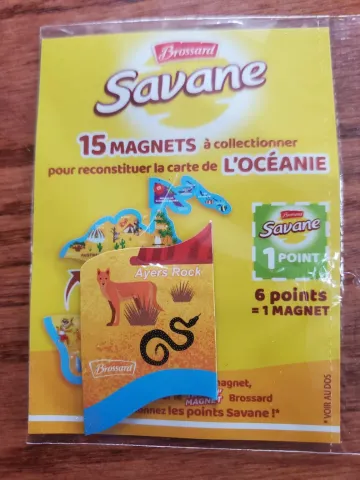 Brossard
Savane
15 MAGNETS à collectionner
pour reconstituer la carte de L'OCÉANIE
Brossard
Savane
1 POINT
6 points
= 1 MAGNET
Ayers Rock
Brossard
magnet,
MAGNET Brossard
nez les points Savane !*
*VOIR AU DOS